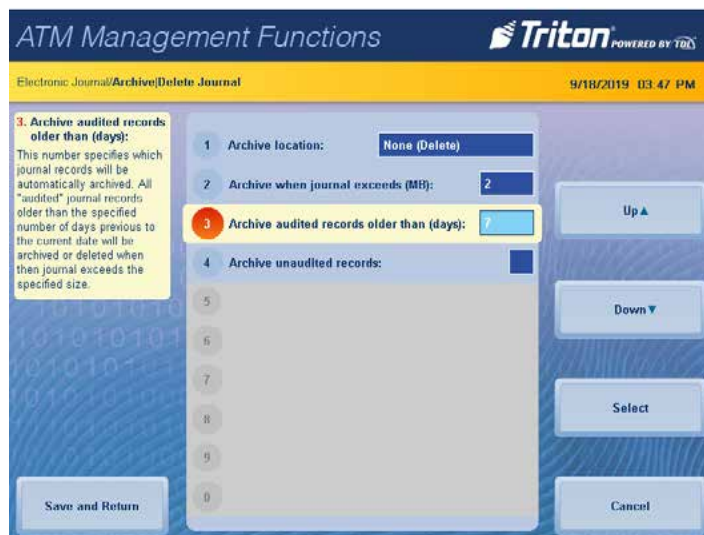 ATM Management Functions
Triton POWERED BY TDL
Electronic Journal/Archive|Delete Journal
9/18/2019 03:47 PM
3. Archive audited records
older than (days):
This number specifies which
journal records will be
automatically archived. All
"audited" journal records
older than the specified
number of days previous to
the current date will be
archived or deleted when
then journal exceeds the
specified size.
1 Archive location: None (Delete)
2 Archive when journal exceeds (MB): 2
3 Archive audited records older than (days): 7
4 Archive unaudited records:
5
6
7
8
9
0
Up▲
Down▼
Select
Save and Return
Cancel